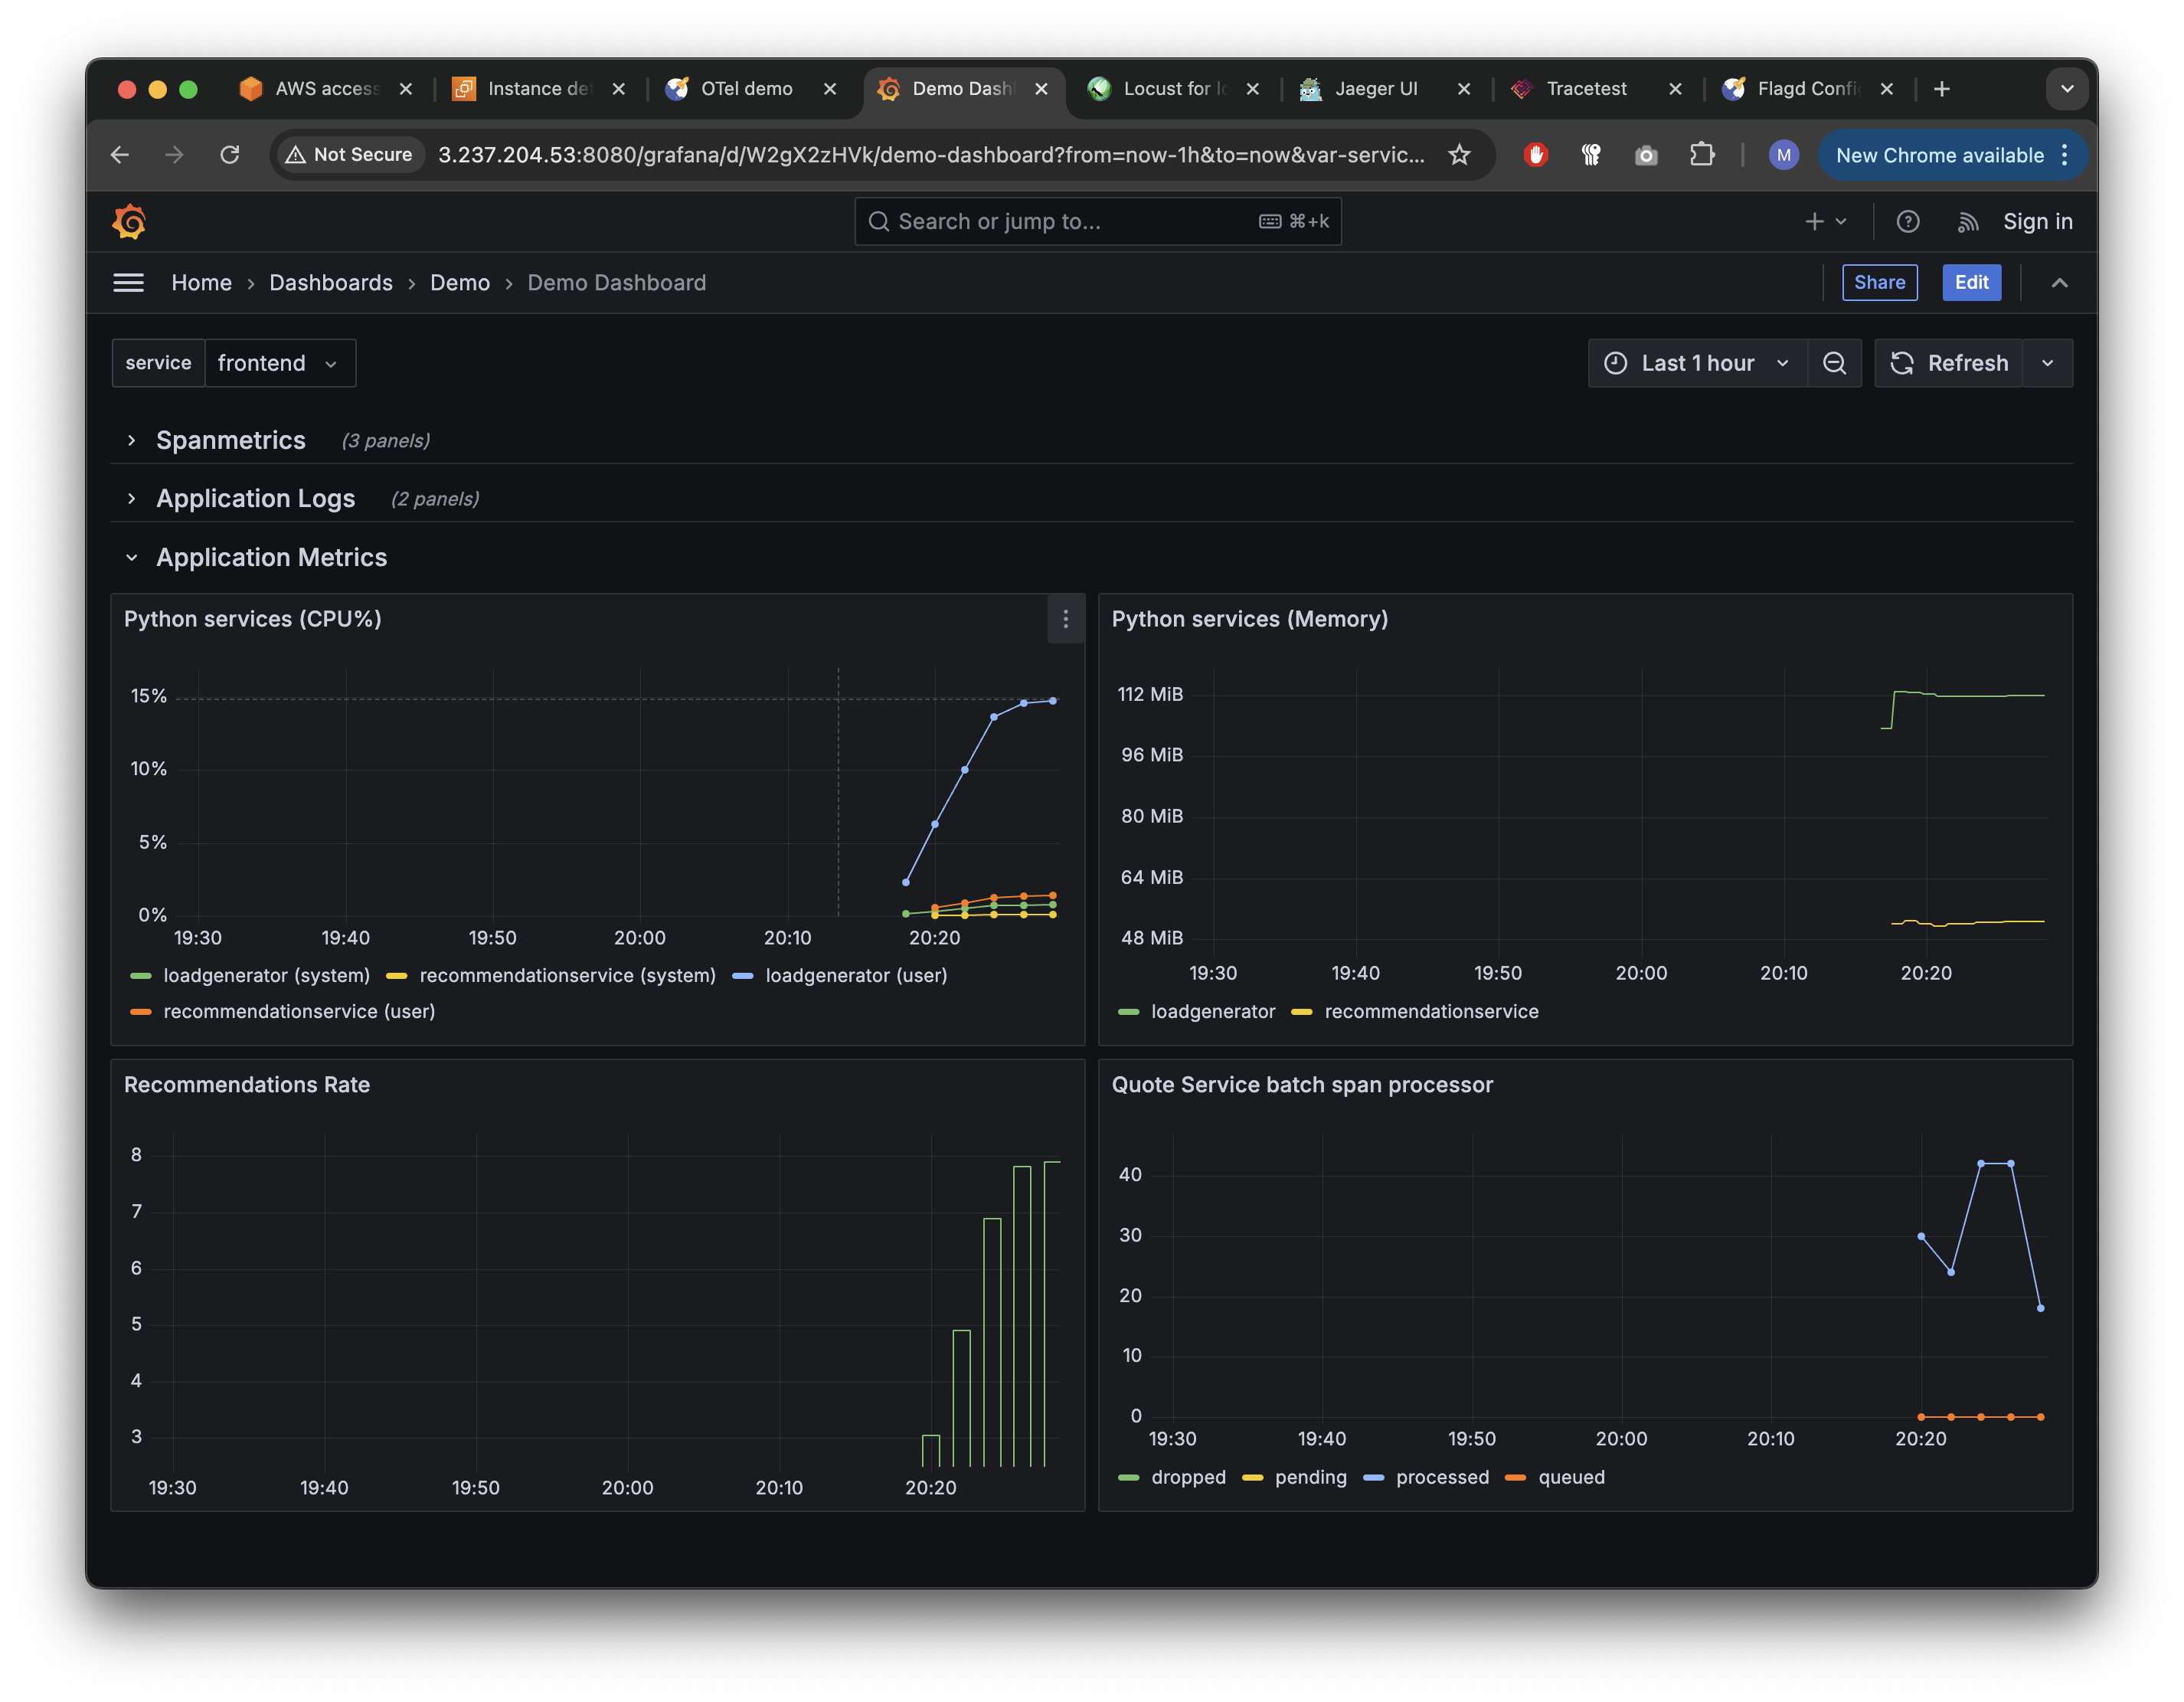 AWS access
Instance de
OTel demo
Demo Dash
Locust for lo
Jaeger UI
Tracetest
Flagd Confi
Not Secure
3.237.204.53:8080/grafana/d/W2gX2zHVk/demo-dashboard?from=now-1h&to=now&var-servic...
M
New Chrome available
Search or jump to...
⌘+k
Sign in
Home › Dashboards › Demo › Demo Dashboard
Share
Edit
service
frontend
Last 1 hour
Refresh
Spanmetrics (3 panels)
Application Logs (2 panels)
Application Metrics
Python services (CPU%)
15%
10%
5%
0%
19:30 19:40 19:50 20:00 20:10 20:20
loadgenerator (system) recommendationservice (system) loadgenerator (user)
recommendationservice (user)
Python services (Memory)
112 MiB
96 MiB
80 MiB
64 MiB
48 MiB
19:30 19:40 19:50 20:00 20:10 20:20
loadgenerator recommendationservice
Recommendations Rate
8
7
6
5
4
3
19:30 19:40 19:50 20:00 20:10 20:20
Quote Service batch span processor
40
30
20
10
0
19:30 19:40 19:50 20:00 20:10 20:20
dropped pending processed queued